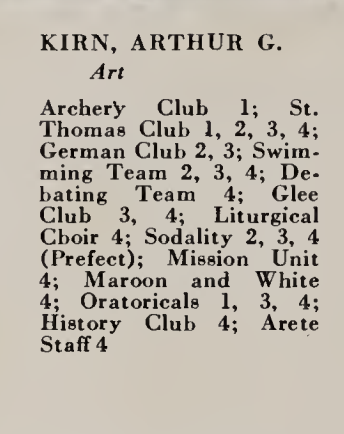 KIRN, ARTHUR G.
Art
Archery Club 1; St.
Thomas Club 1, 2, 3, 4;
German Club 2, 3; Swim-
ming Team 2, 3, 4; De-
bating Team 4; Glee
Club 3, 4; Liturgical
Choir 4; Sodality 2, 3, 4
(Prefect); Mission Unit
4; Maroon and White
4; Oratoricals 1, 3, 4;
History Club 4; Arete
Staff 4